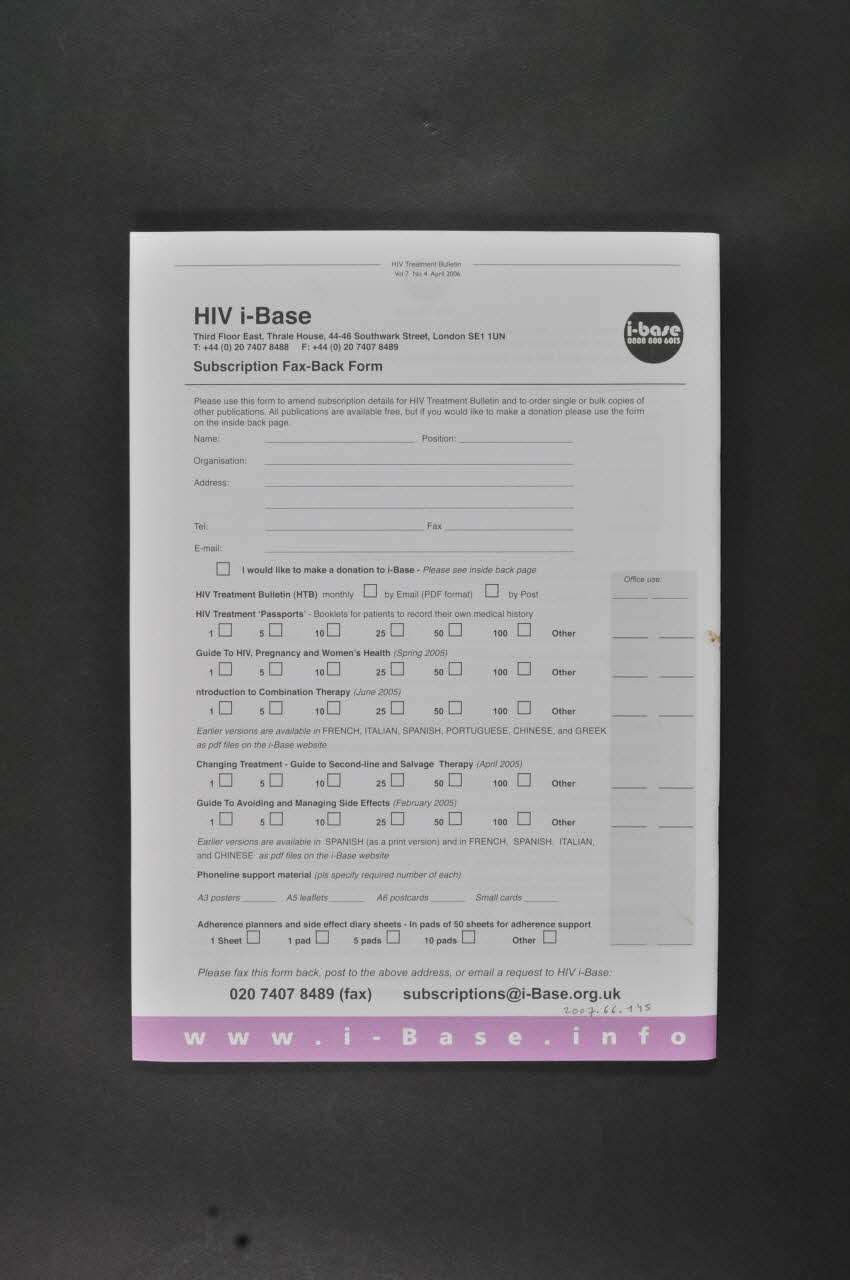 HIV Treatment Bulletin
Vol 7 No 4 April 2006
HIV i-Base
Third Floor East, Thrale House, 44-46 Southwark Street, London SE1 1UN
T: +44 (0) 20 7407 8488 F: +44 (0) 20 7407 8489
i-base
0808 800 6013
Subscription Fax-Back Form
Please use this form to amend subscription details for HIV Treatment Bulletin and to order single or bulk copies of
other publications. All publications are available free, but if you would like to make a donation please use the form
on the inside back page.
Name: Position:
Organisation:
Address:
Tel: Fax
E-mail:
I would like to make a donation to i-Base - Please see inside back page
Office use:
HIV Treatment Bulletin (HTB) monthly by Email (PDF format) by Post
HIV Treatment 'Passports' - Booklets for patients to record their own medical history
1 5 10 25 50 100 Other
Guide To HIV, Pregnancy and Women's Health (Spring 2005)
1 5 10 25 50 100 Other
ntroduction to Combination Therapy (June 2005)
1 5 10 25 50 100 Other
Earlier versions are available in FRENCH, ITALIAN, SPANISH, PORTUGUESE, CHINESE, and GREEK
as pdf files on the i-Base website
Changing Treatment - Guide to Second-line and Salvage Therapy (April 2005)
1 5 10 25 50 100 Other
Guide To Avoiding and Managing Side Effects (February 2005)
1 5 10 25 50 100 Other
Earlier versions are available in SPANISH (as a print version) and in FRENCH, SPANISH, ITALIAN,
and CHINESE as pdf files on the i-Base website
Phoneline support material (pls specify required number of each)
A3 posters A5 leaflets A6 postcards Small cards
Adherence planners and side effect diary sheets - In pads of 50 sheets for adherence support
1 Sheet 1 pad 5 pads 10 pads Other
Please fax this form back, post to the above address, or email a request to HIV i-Base:
020 7407 8489 (fax) subscriptions@i-Base.org.uk
2007.66.145
www.i-Base.info